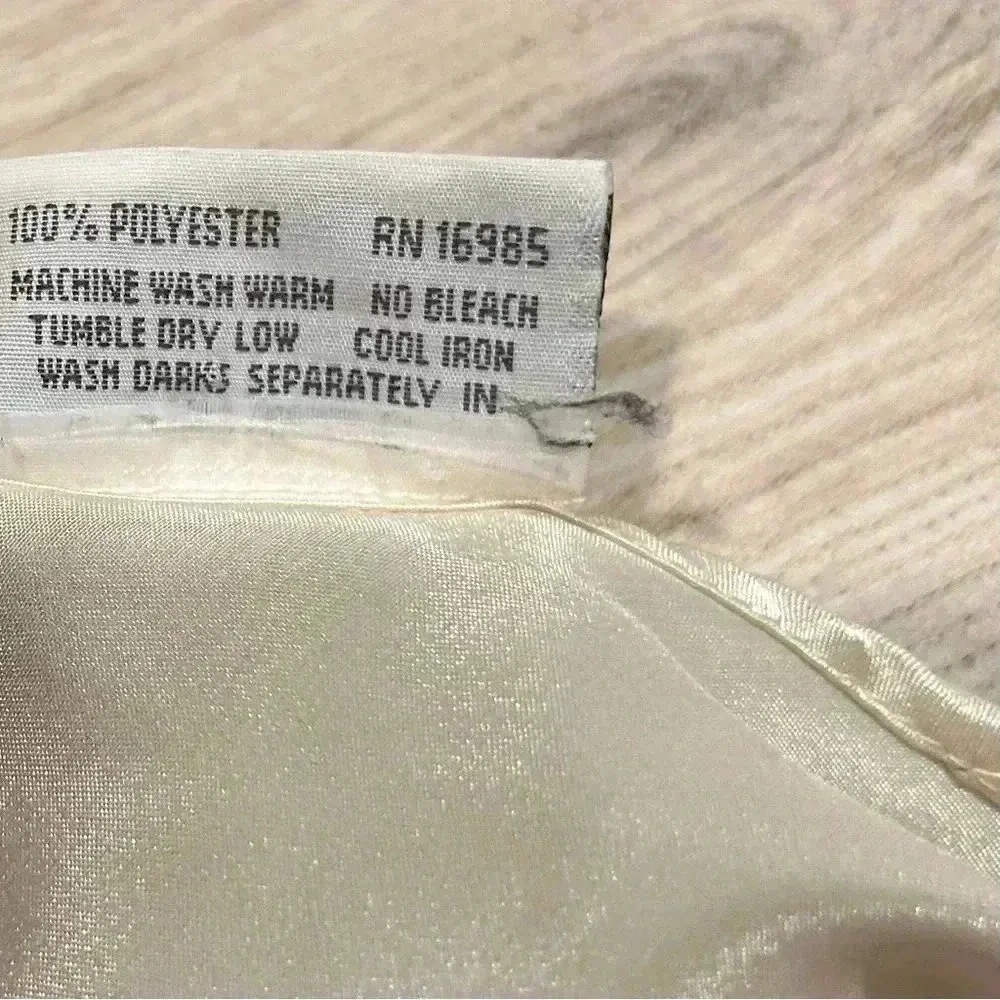 100% POLYESTER RN 16985
MACHINE WASH WARM NO BLEACH
TUMBLE DRY LOW COOL IRON
WASH DARKS SEPARATELY IN